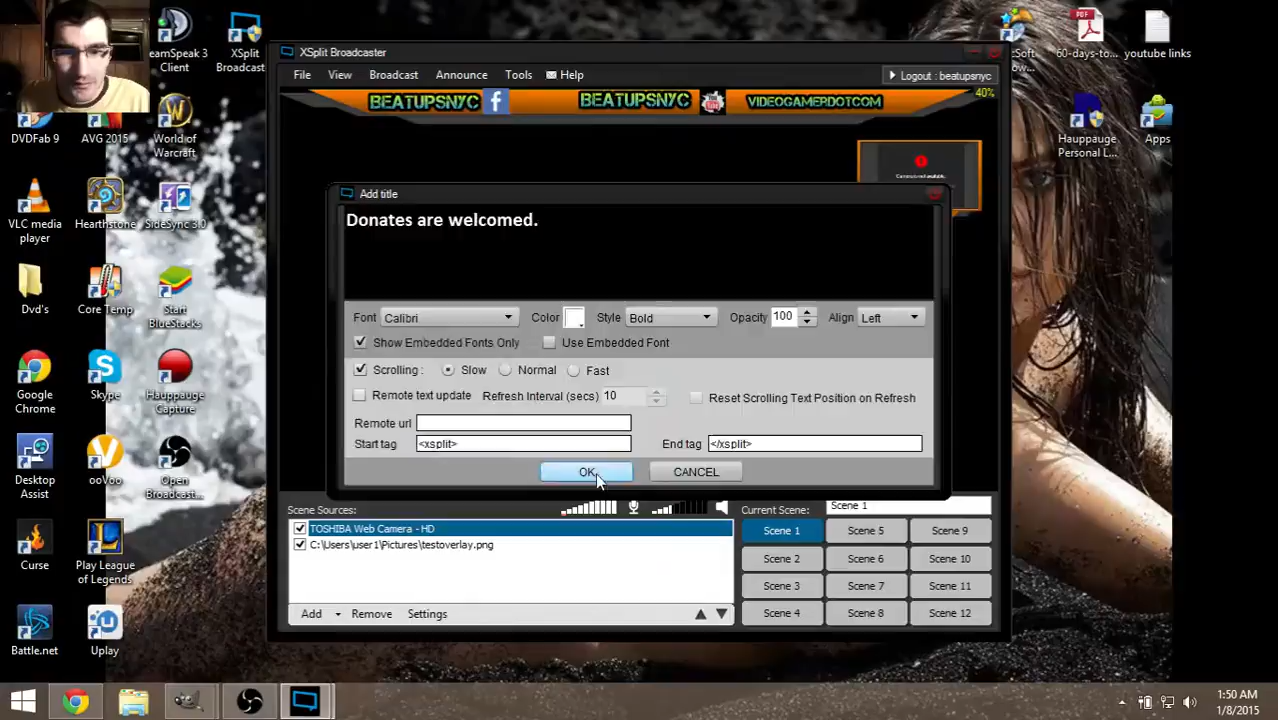 eamSpeak 3
Client
XSplit
Broadcast
XSplit Broadcaster
File
View
Broadcast
Announce
Tools
Help
Logout : beatupsnyc
40%
BEATUPSNYC
f
BEATUPSNYC
VIDEOGAMERDOTCOM
PDF
60-days-to...
youtube links
DVDFab 9
AVG 2015
World of
Warcraft
Hauppauge
Personal L...
Apps
Add title
Donates are welcomed.
VLC media
player
Hearthstone
SideSync 3.0
Font
Calibri
Color
Style
Bold
Opacity
100
Align
Left
Show Embedded Fonts Only
Use Embedded Font
Scrolling :
Slow
Normal
Fast
Remote text update
Refresh Interval (secs)
10
Reset Scrolling Text Position on Refresh
Remote url
Start tag
<xsplit>
End tag
</xsplit>
OK
CANCEL
Dvd's
Core Temp
Start
BlueStacks
Google
Chrome
Skype
Hauppauge
Capture
Desktop
Assist
ooVoo
Open
Broadcast...
Scene Sources:
Current Scene:
Scene 1
TOSHIBA Web Camera - HD
C:\Users\user1\Pictures\testoverlay.png
Scene 1
Scene 5
Scene 9
Scene 2
Scene 6
Scene 10
Scene 3
Scene 7
Scene 11
Scene 4
Scene 8
Scene 12
Add
Remove
Settings
Curse
Play League
of Legends
Battle.net
Uplay
1:50 AM
1/8/2015